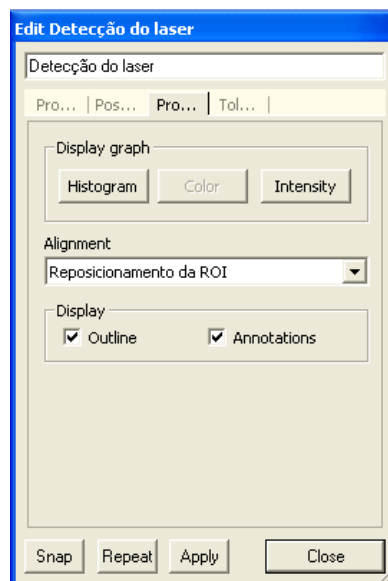 Edit Detecção do laser
Detecção do laser
Pro... | Pos... Pro... | Tol... |
Display graph
Histogram Color Intensity
Alignment
Reposicionamento da ROI
Display
Outline Annotations
Snap Repeat Apply Close